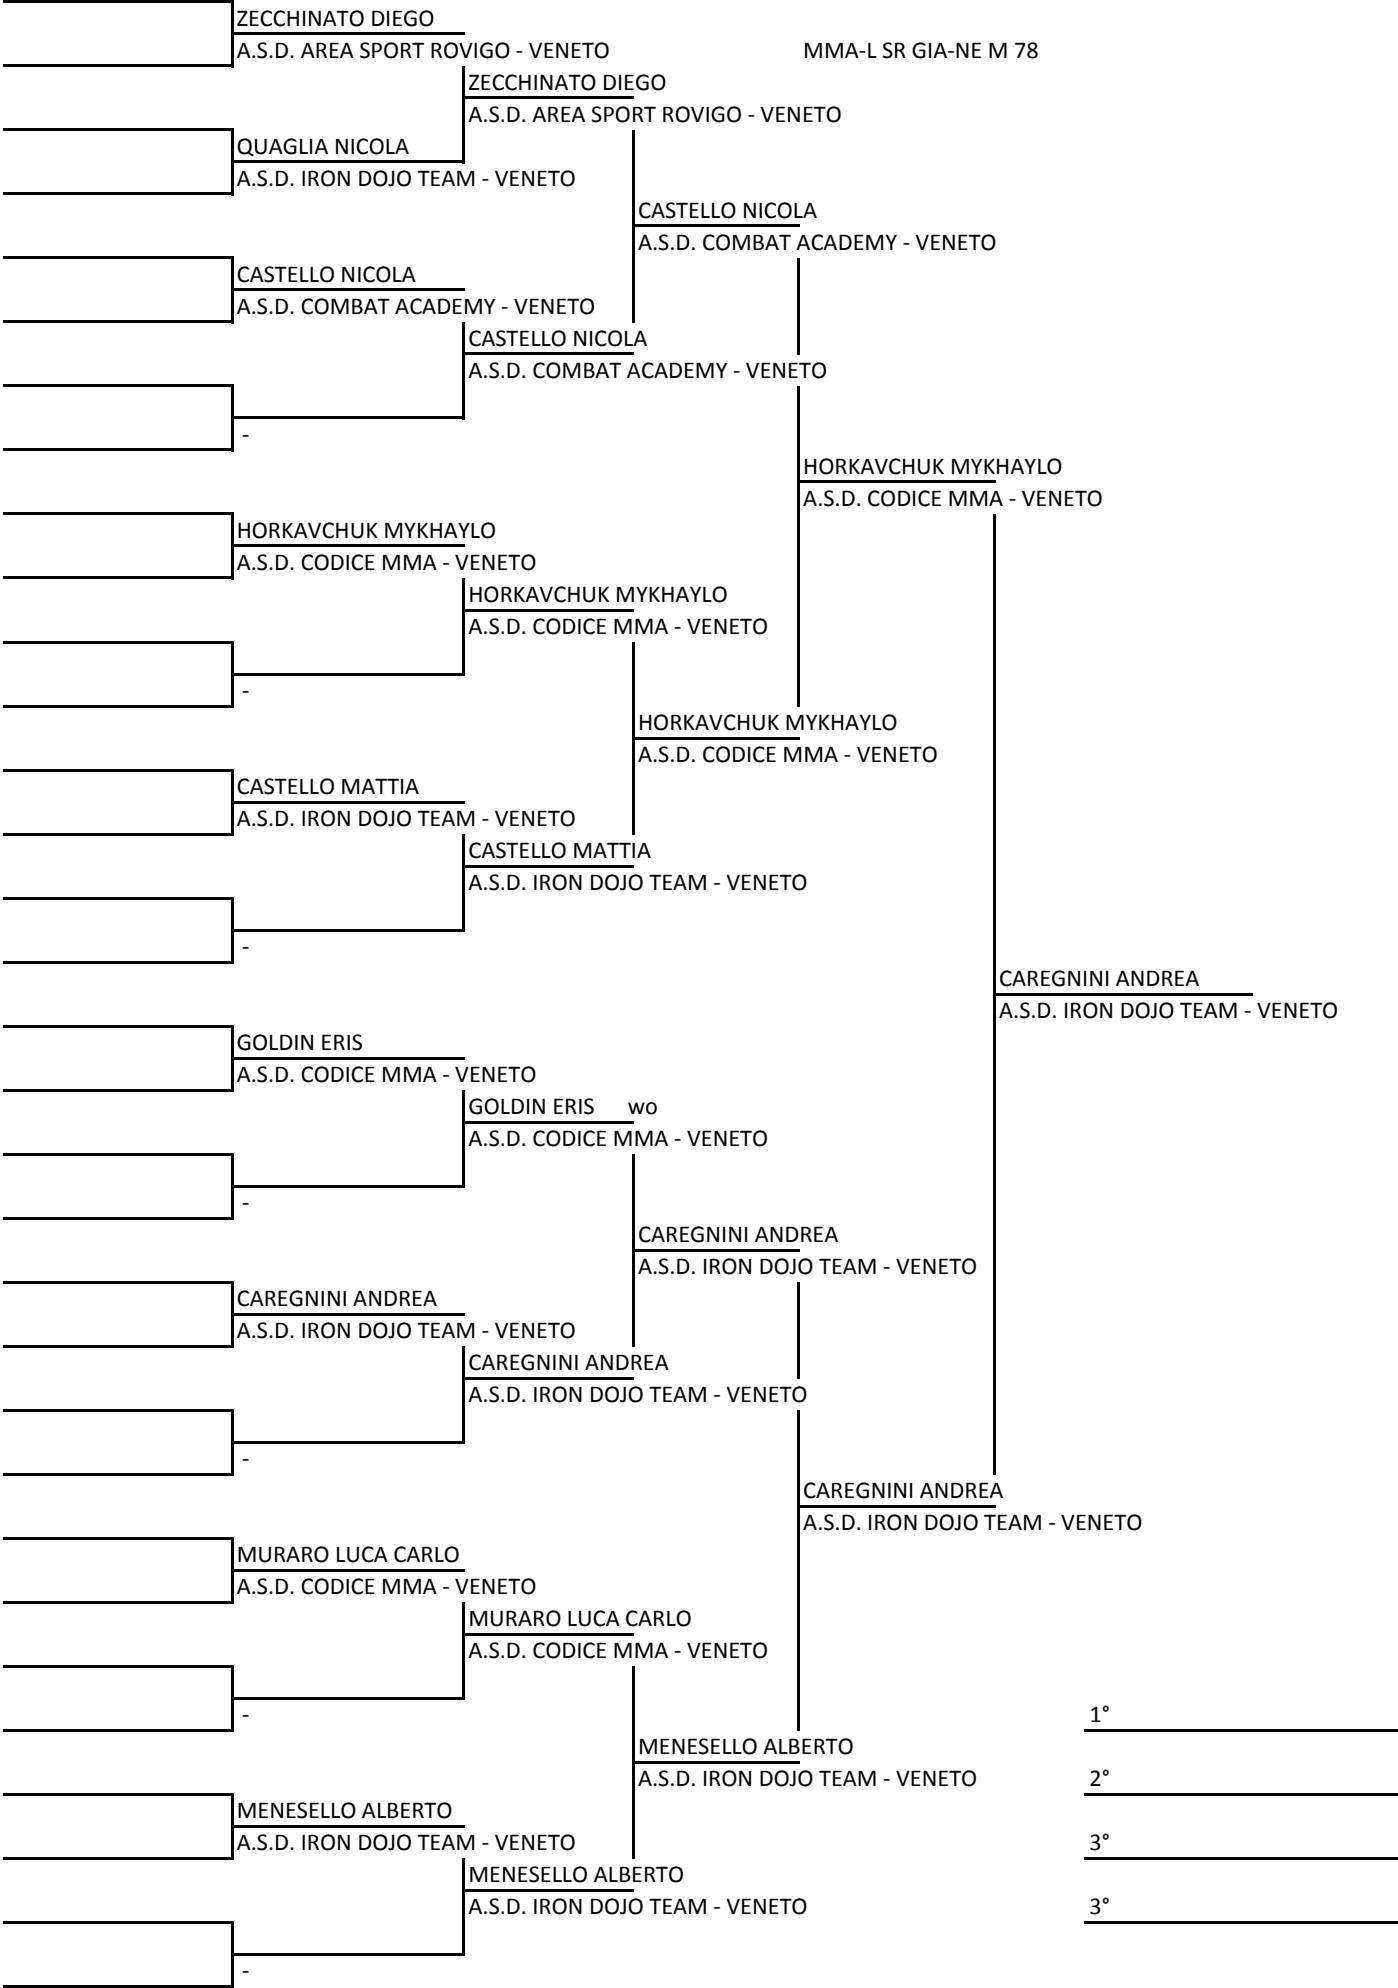 ZECCHINATO DIEGO
A.S.D. AREA SPORT ROVIGO - VENETO
MMA-L SR GIA-NE M 78
ZECCHINATO DIEGO
A.S.D. AREA SPORT ROVIGO - VENETO
QUAGLIA NICOLA
A.S.D. IRON DOJO TEAM - VENETO
CASTELLO NICOLA
A.S.D. COMBAT ACADEMY - VENETO
CASTELLO NICOLA
A.S.D. COMBAT ACADEMY - VENETO
CASTELLO NICOLA
A.S.D. COMBAT ACADEMY - VENETO
-
HORKAVCHUK MYKHAYLO
A.S.D. CODICE MMA - VENETO
HORKAVCHUK MYKHAYLO
A.S.D. CODICE MMA - VENETO
HORKAVCHUK MYKHAYLO
A.S.D. CODICE MMA - VENETO
-
HORKAVCHUK MYKHAYLO
A.S.D. CODICE MMA - VENETO
CASTELLO MATTIA
A.S.D. IRON DOJO TEAM - VENETO
CASTELLO MATTIA
A.S.D. IRON DOJO TEAM - VENETO
-
CAREGNINI ANDREA
A.S.D. IRON DOJO TEAM - VENETO
GOLDIN ERIS
A.S.D. CODICE MMA - VENETO
GOLDIN ERIS wo
A.S.D. CODICE MMA - VENETO
-
CAREGNINI ANDREA
A.S.D. IRON DOJO TEAM - VENETO
CAREGNINI ANDREA
A.S.D. IRON DOJO TEAM - VENETO
CAREGNINI ANDREA
A.S.D. IRON DOJO TEAM - VENETO
-
CAREGNINI ANDREA
A.S.D. IRON DOJO TEAM - VENETO
MURARO LUCA CARLO
A.S.D. CODICE MMA - VENETO
MURARO LUCA CARLO
A.S.D. CODICE MMA - VENETO
-
1°
MENESELLO ALBERTO
A.S.D. IRON DOJO TEAM - VENETO
2°
MENESELLO ALBERTO
A.S.D. IRON DOJO TEAM - VENETO
3°
MENESELLO ALBERTO
A.S.D. IRON DOJO TEAM - VENETO
3°
-